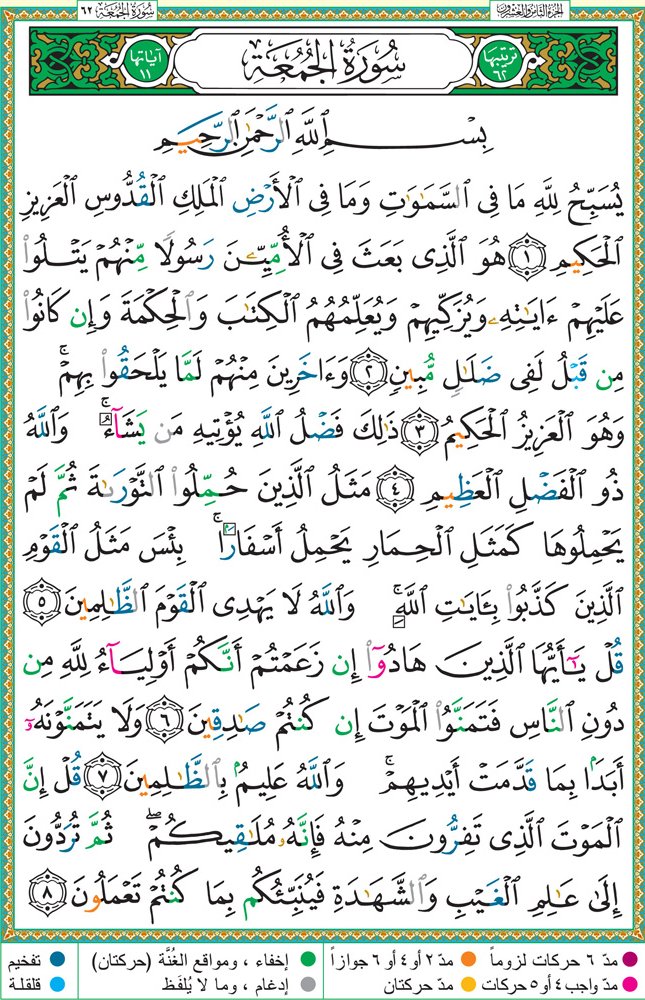 الجزء الثامن والعشرون
سُورَةُ الجُمُعَة ٦٢
ترتيبها
٦٢
سُورَةُ الجُمُعَةِ
آياتها
١١
بِسْمِ ٱللَّهِ ٱلرَّحْمَٰنِ ٱلرَّحِيمِ
يُسَبِّحُ لِلَّهِ مَا فِى ٱلسَّمَٰوَٰتِ وَمَا فِى ٱلْأَرْضِ ٱلْمَلِكِ ٱلْقُدُّوسِ ٱلْعَزِيزِ
ٱلْحَكِيمِ ١ هُوَ ٱلَّذِى بَعَثَ فِى ٱلْأُمِّيِّـۧنَ رَسُولًا مِّنْهُمْ يَتْلُوا۟
عَلَيْهِمْ ءَايَٰتِهِۦ وَيُزَكِّيهِمْ وَيُعَلِّمُهُمُ ٱلْكِتَٰبَ وَٱلْحِكْمَةَ وَإِن كَانُوا۟
مِن قَبْلُ لَفِى ضَلَٰلٍ مُّبِينٍ ٢ وَءَاخَرِينَ مِنْهُمْ لَمَّا يَلْحَقُوا۟ بِهِمْ ۚ
وَهُوَ ٱلْعَزِيزُ ٱلْحَكِيمُ ٣ ذَٰلِكَ فَضْلُ ٱللَّهِ يُؤْتِيهِ مَن يَشَآءُ ۚ وَٱللَّهُ
ذُو ٱلْفَضْلِ ٱلْعَظِيمِ ٤ مَثَلُ ٱلَّذِينَ حُمِّلُوا۟ ٱلتَّوْرَىٰةَ ثُمَّ لَمْ
يَحْمِلُوهَا كَمَثَلِ ٱلْحِمَارِ يَحْمِلُ أَسْفَارًۢا ۚ بِئْسَ مَثَلُ ٱلْقَوْمِ
ٱلَّذِينَ كَذَّبُوا۟ بِـَٔايَٰتِ ٱللَّهِ ۚ وَٱللَّهُ لَا يَهْدِى ٱلْقَوْمَ ٱلظَّٰلِمِينَ ٥
قُلْ يَٰٓأَيُّهَا ٱلَّذِينَ هَادُوٓا۟ إِن زَعَمْتُمْ أَنَّكُمْ أَوْلِيَآءُ لِلَّهِ مِن
دُونِ ٱلنَّاسِ فَتَمَنَّوُا۟ ٱلْمَوْتَ إِن كُنتُمْ صَٰدِقِينَ ٦ وَلَا يَتَمَنَّوْنَهُۥٓ
أَبَدًۢا بِمَا قَدَّمَتْ أَيْدِيهِمْ ۚ وَٱللَّهُ عَلِيمٌۢ بِٱلظَّٰلِمِينَ ٧ قُلْ إِنَّ
ٱلْمَوْتَ ٱلَّذِى تَفِرُّونَ مِنْهُ فَإِنَّهُۥ مُلَٰقِيكُمْ ۖ ثُمَّ تُرَدُّونَ
إِلَىٰ عَٰلِمِ ٱلْغَيْبِ وَٱلشَّهَٰدَةِ فَيُنَبِّئُكُم بِمَا كُنتُمْ تَعْمَلُونَ ٨
مدّ ٦ حركات لزوماً مدّ ٢ أو ٤ أو ٦ جوازاً إخفاء ، ومواقع الغُنَّة (حركتان) تفخيم
مدّ واجب ٤ أو ٥ حركات مدّ حركتان إدغام ، وما لا يُلفَظ قلقلة